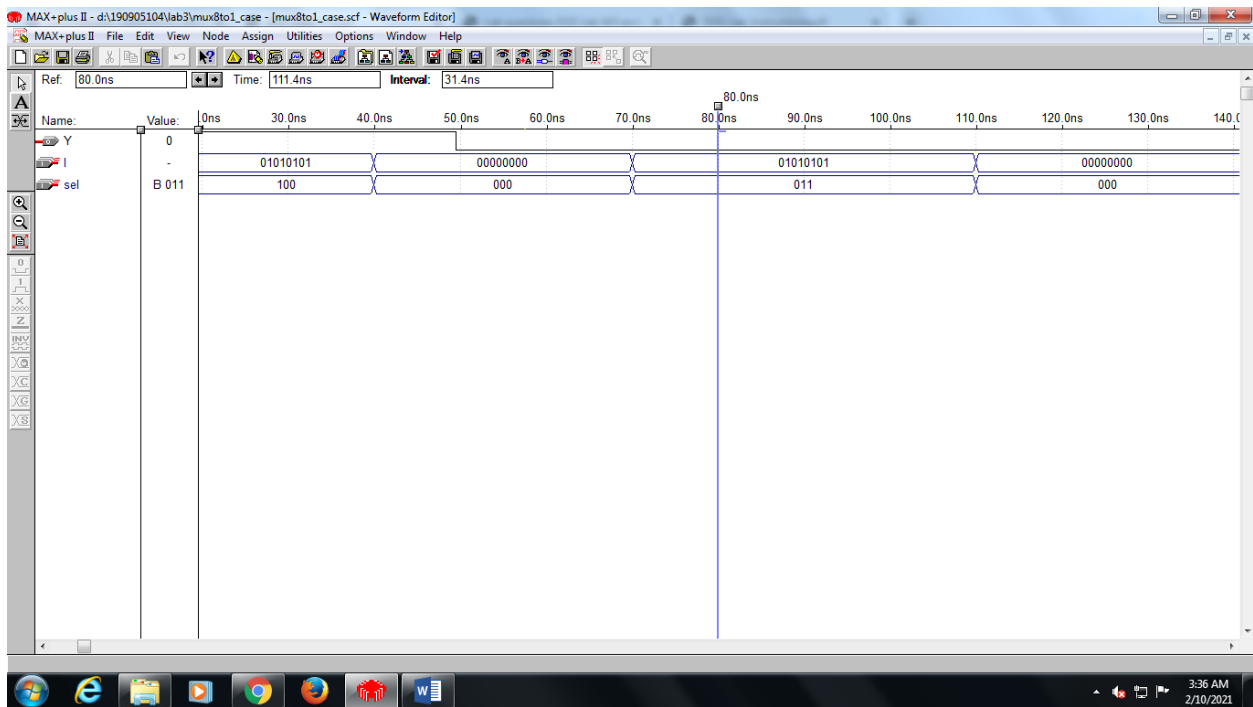 MAX+plus II - d:\190905104\lab3\mux8to1_case - [mux8to1_case.scf - Waveform Editor]
MAX+plus II File Edit View Node Assign Utilities Options Window Help
Ref: 80.0ns Time: 111.4ns Interval: 31.4ns
80.0ns
Name: Value: 0ns 30.0ns 40.0ns 50.0ns 60.0ns 70.0ns 80.0ns 90.0ns 100.0ns 110.0ns 120.0ns 130.0ns 140.0
Y 0
I - 01010101 00000000 01010101 00000000
sel B 011 100 000 011 000
A
0
1
X
Z
INV
3:36 AM
2/10/2021